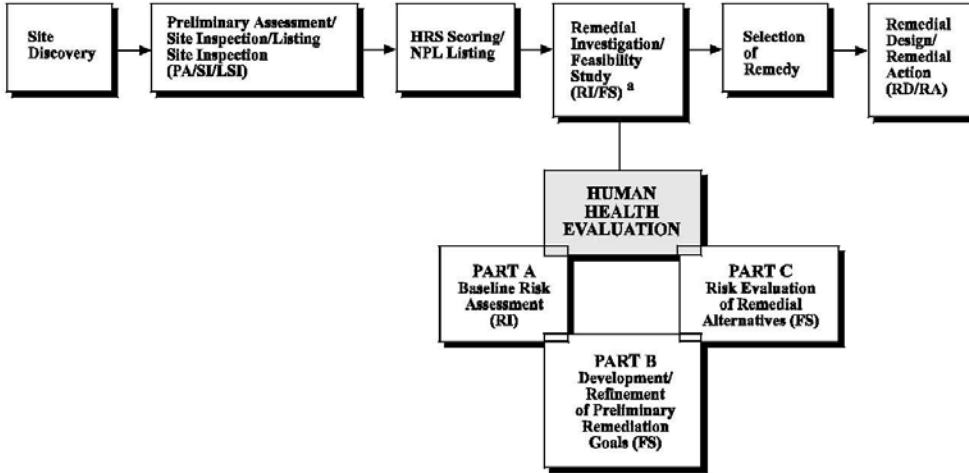 Site
Discovery
Preliminary Assessment/
Site Inspection/Listing
Site Inspection
(PA/SI/LSI)
HRS Scoring/
NPL Listing
Remedial
Investigation/
Feasibility
Study
(RI/FS) a
Selection
of
Remedy
Remedial
Design/
Remedial
Action
(RD/RA)
HUMAN
HEALTH
EVALUATION
PART A
Baseline Risk
Assessment
(RI)
PART C
Risk Evaluation
of Remedial
Alternatives (FS)
PART B
Development/
Refinement
of Preliminary
Remediation
Goals (FS)